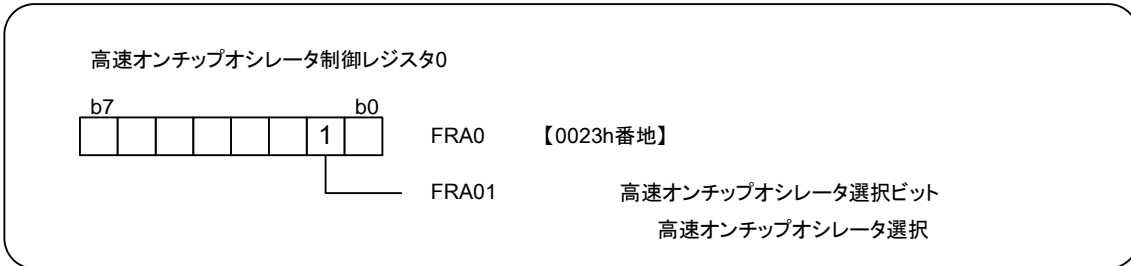 高速オンチップオシレータ制御レジスタ0
b7 b0
1 FRA0 【0023h番地】
FRA01 高速オンチップオシレータ選択ビット
高速オンチップオシレータ選択